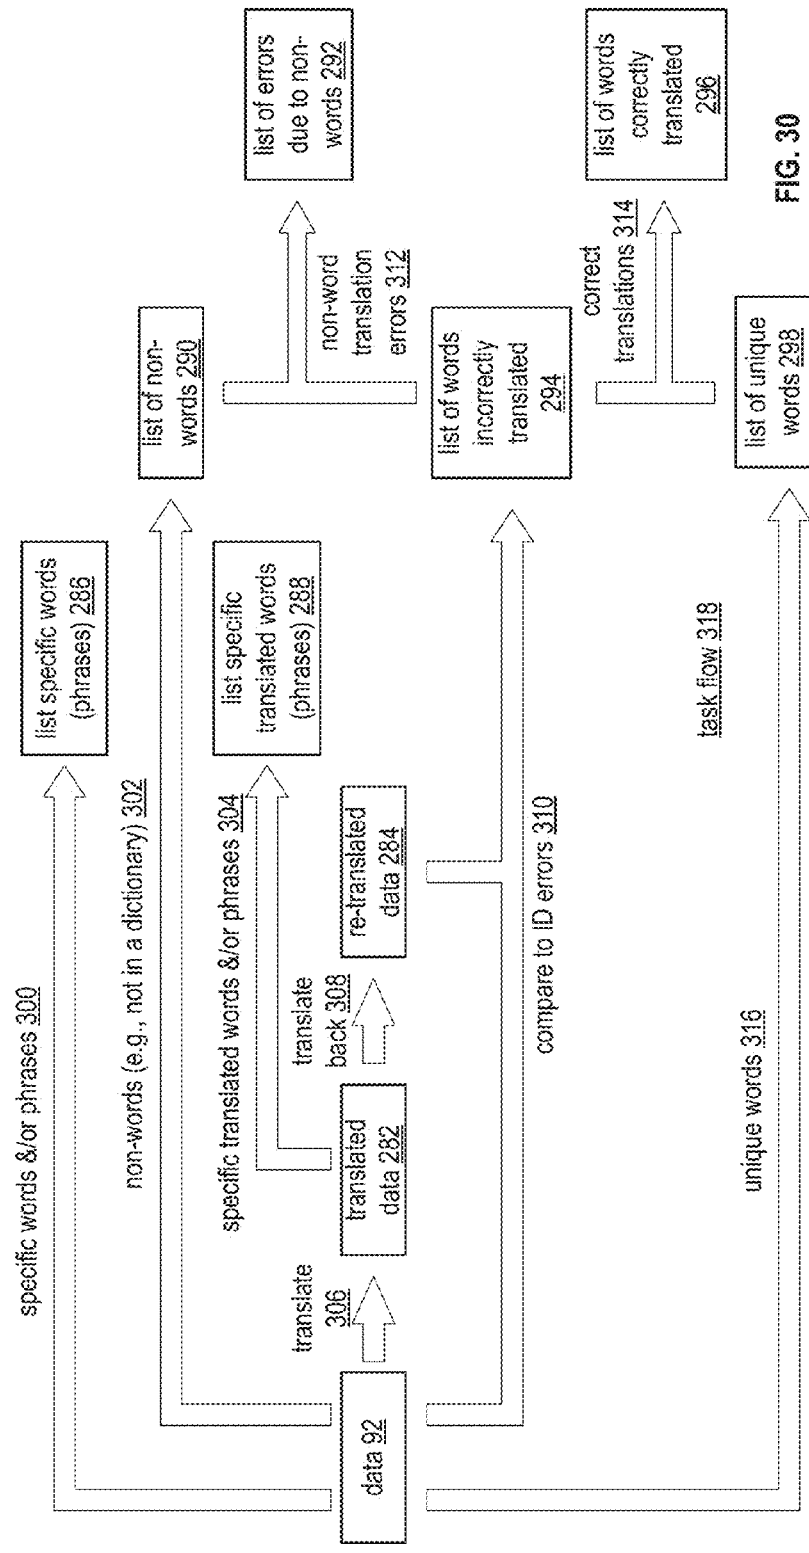 specific words &/or phrases 300
list specific words
(phrases) 286
non-words (e.g., not in a dictionary) 302
list of non-
words 290
list of errors
due to non-
words 292
specific translated words &/or phrases 304
list specific
translated words
(phrases) 288
non-word
translation
errors 312
data 92
translate
306
translated
data 282
translate
back 308
re-translated
data 284
list of words
incorrectly
translated
294
compare to ID errors 310
correct
translations 314
list of words
correctly
translated
296
unique words 316
task flow 318
list of unique
words 298
FIG. 30